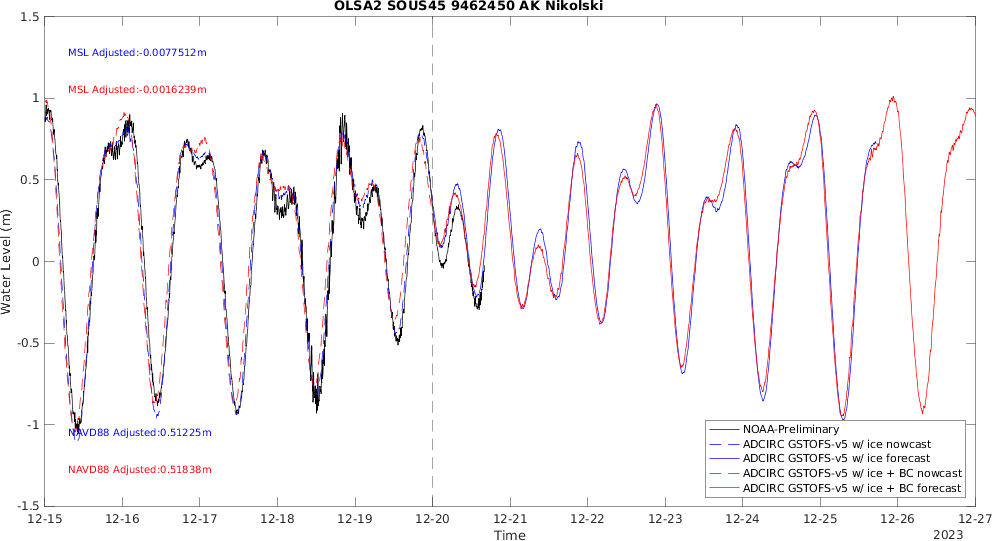 OLSA2 SOUS45 9462450 AK Nikolski
1.5
MSL Adjusted:-0.0077512m
MSL Adjusted:-0.0016239m
1
0.5
Water Level (m)
0
-0.5
-1
NAVD88 Adjusted:0.51225m
NAVD88 Adjusted:0.51838m
-1.5
NOAA-Preliminary
ADCIRC GSTOFS-v5 w/ ice nowcast
ADCIRC GSTOFS-v5 w/ ice forecast
ADCIRC GSTOFS-v5 w/ ice + BC nowcast
ADCIRC GSTOFS-v5 w/ ice + BC forecast
12-15 12-16 12-17 12-18 12-19 12-20 12-21 12-22 12-23 12-24 12-25 12-26 12-27
Time
2023